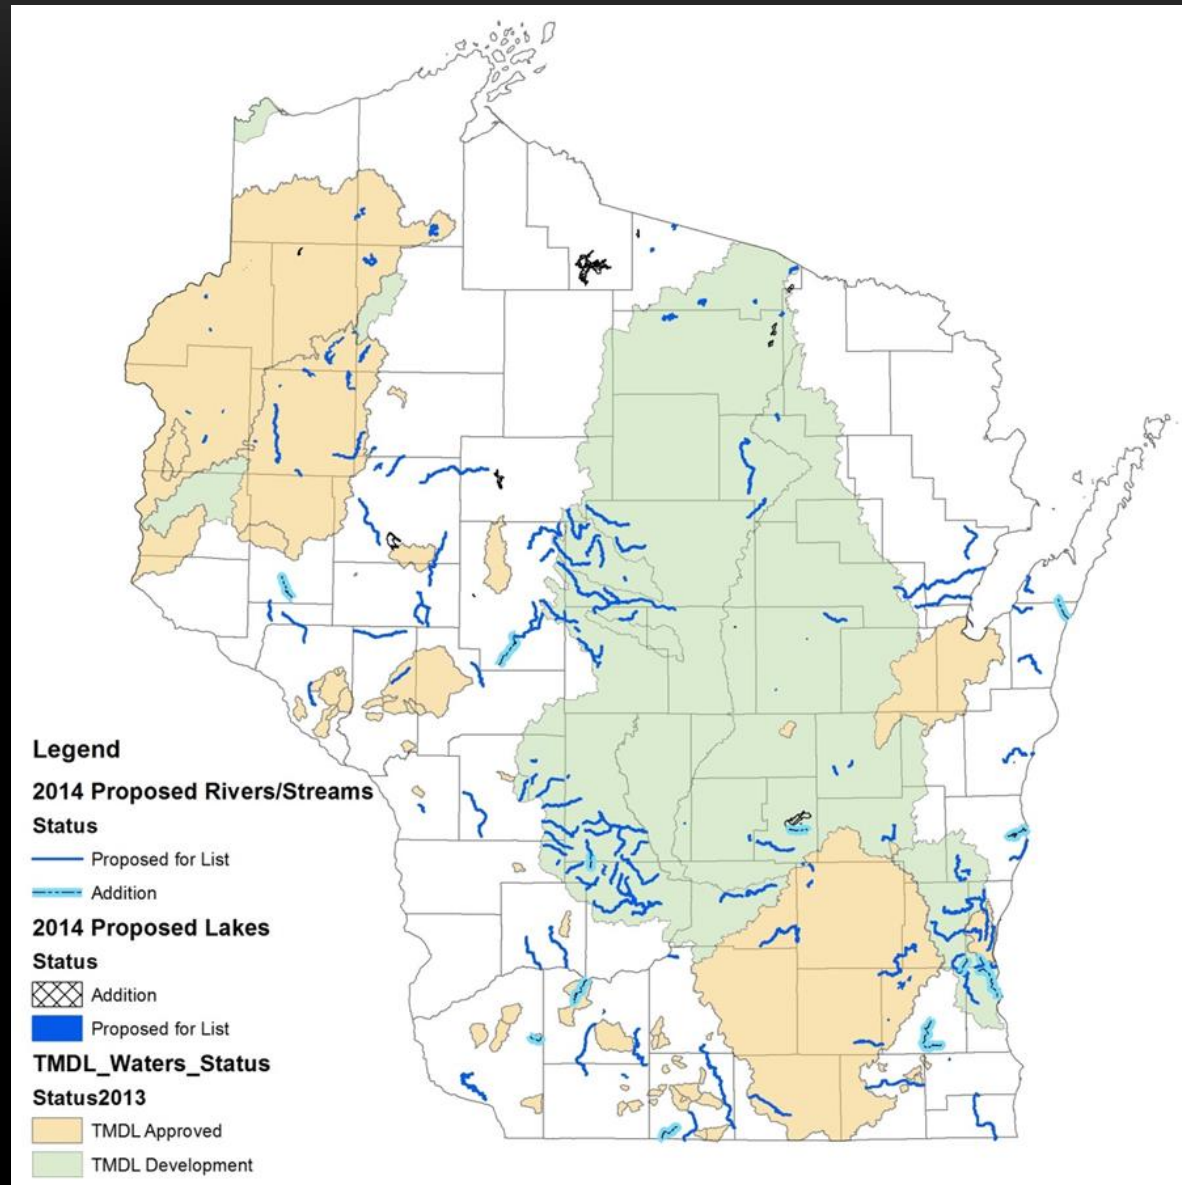 Legend
2014 Proposed Rivers/Streams
Status
Proposed for List
Addition
2014 Proposed Lakes
Status
Addition
Proposed for List
TMDL_Waters_Status
Status2013
TMDL Approved
TMDL Development